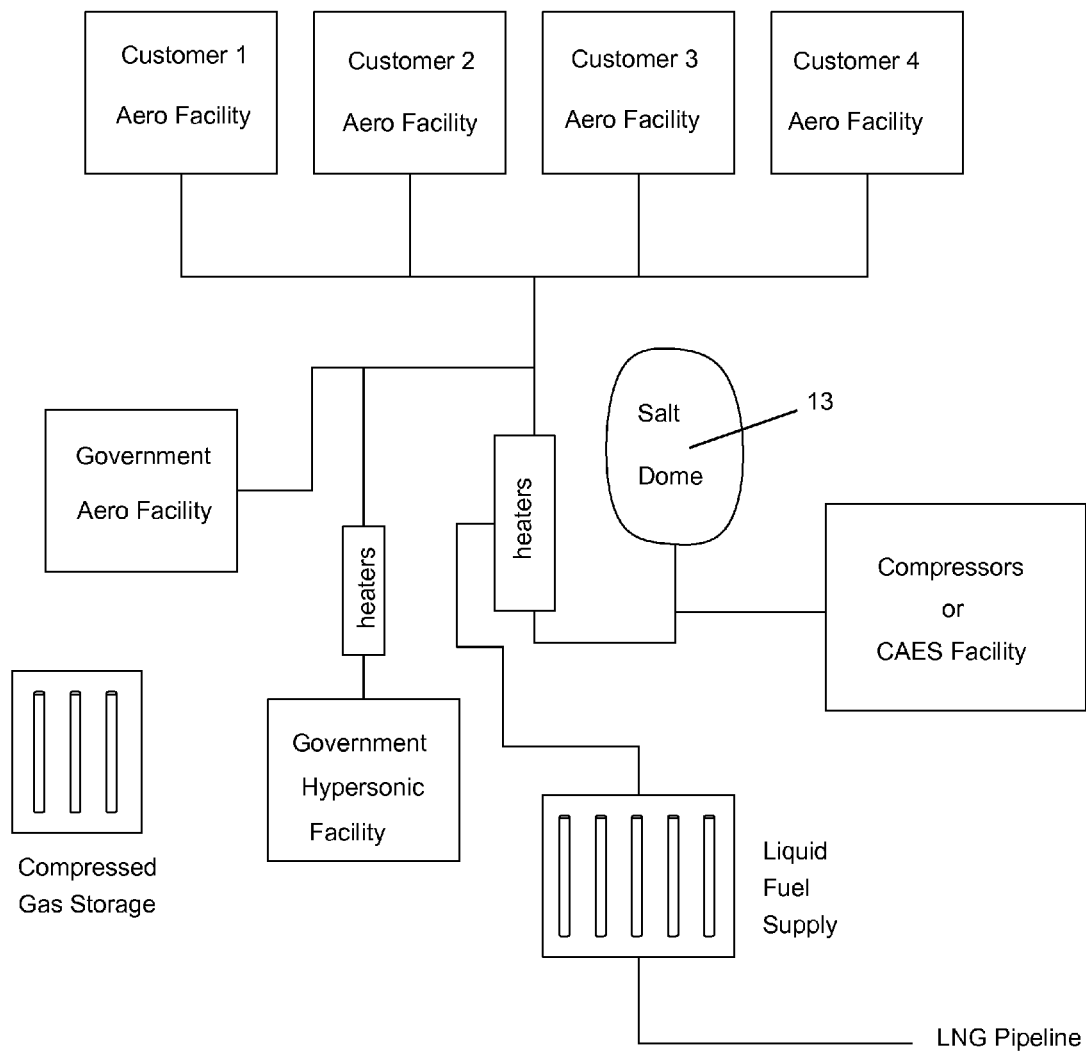 Customer 1
Aero Facility
Customer 2
Aero Facility
Customer 3
Aero Facility
Customer 4
Aero Facility
Salt
Dome
13
Government
Aero Facility
heaters
heaters
Compressors
or
CAES Facility
Government
Hypersonic
Facility
Compressed
Gas Storage
Liquid
Fuel
Supply
LNG Pipeline